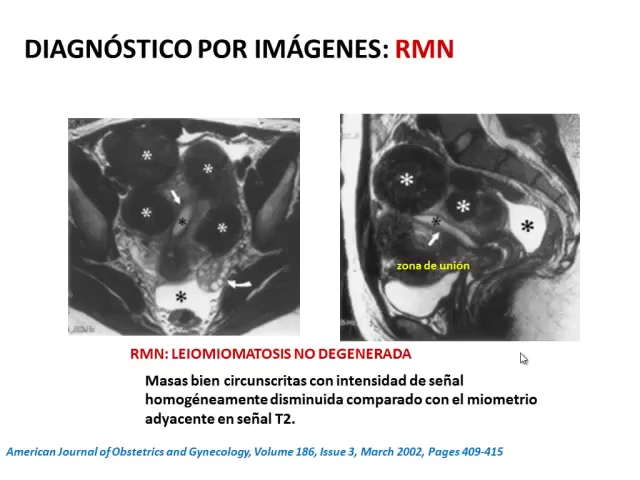 DIAGNÓSTICO POR IMÁGENES: RMN
zona de unión
RMN: LEIOMIOMATOSIS NO DEGENERADA
Masas bien circunscritas con intensidad de señal
homogéneamente disminuida comparado con el miometrio
adyacente en señal T2.
American Journal of Obstetrics and Gynecology, Volume 186, Issue 3, March 2002, Pages 409-415